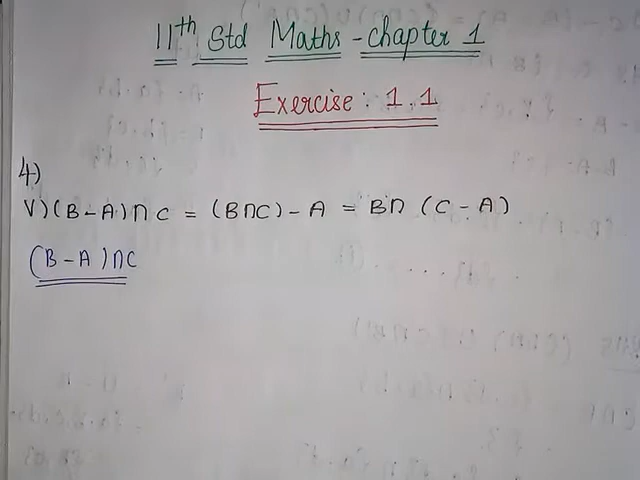 11th Std Maths - chapter 1
Exercise : 1.1
4)
V) (B - A) ∩ C = (B∩C) - A = B∩ (C - A)
(B - A) ∩C